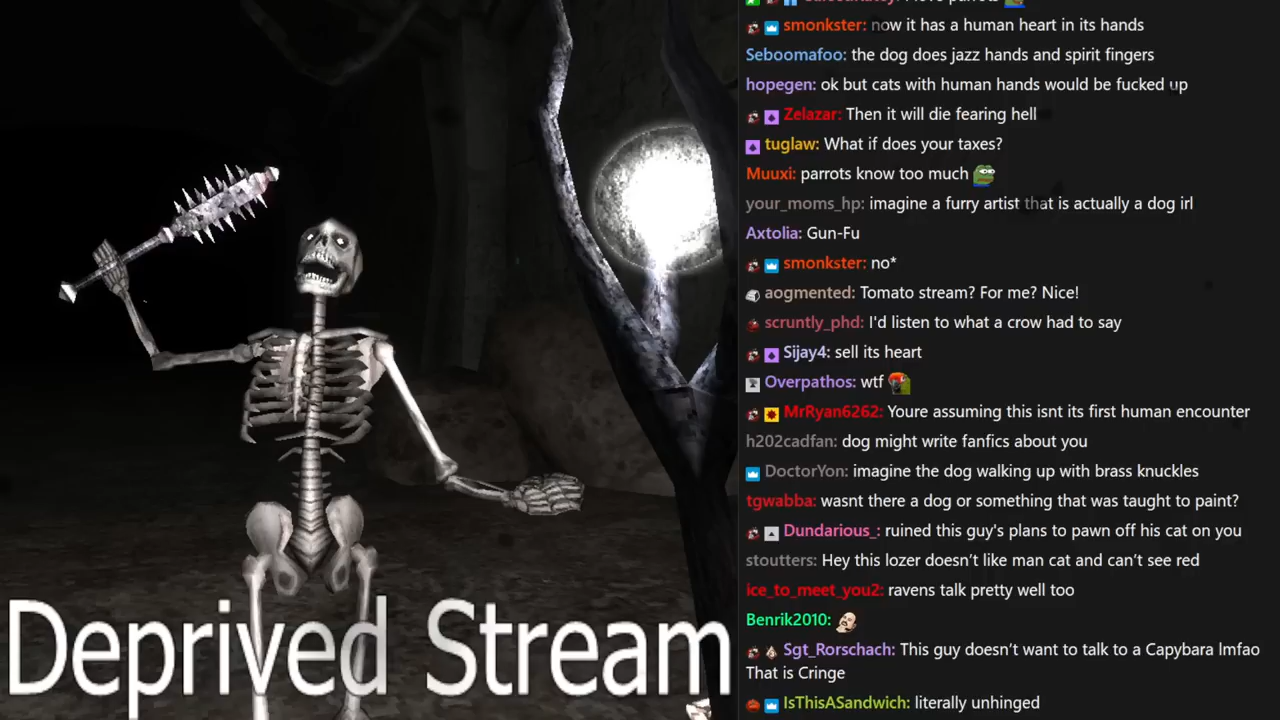 smonkster: now it has a human heart in its hands
Seboomafoo: the dog does jazz hands and spirit fingers
hopegen: ok but cats with human hands would be fucked up
Zelazar: Then it will die fearing hell
tuglaw: What if does your taxes?
Muuxi: parrots know too much
your_moms_hp: imagine a furry artist that is actually a dog irl
Axtolia: Gun-Fu
smonkster: no*
aogmented: Tomato stream? For me? Nice!
scruntly_phd: I'd listen to what a crow had to say
Sijay4: sell its heart
Overpathos: wtf
MrRyan6262: Youre assuming this isnt its first human encounter
h202cadfan: dog might write fanfics about you
DoctorYon: imagine the dog walking up with brass knuckles
tgwabba: wasnt there a dog or something that was taught to paint?
Dundarious_: ruined this guy's plans to pawn off his cat on you
stoutters: Hey this lozer doesn't like man cat and can't see red
ice_to_meet_you2: ravens talk pretty well too
Benrik2010:
Sgt_Rorschach: This guy doesn't want to talk to a Capybara lmfao
That is Cringe
IsThisASandwich: literally unhinged
Deprived Stream